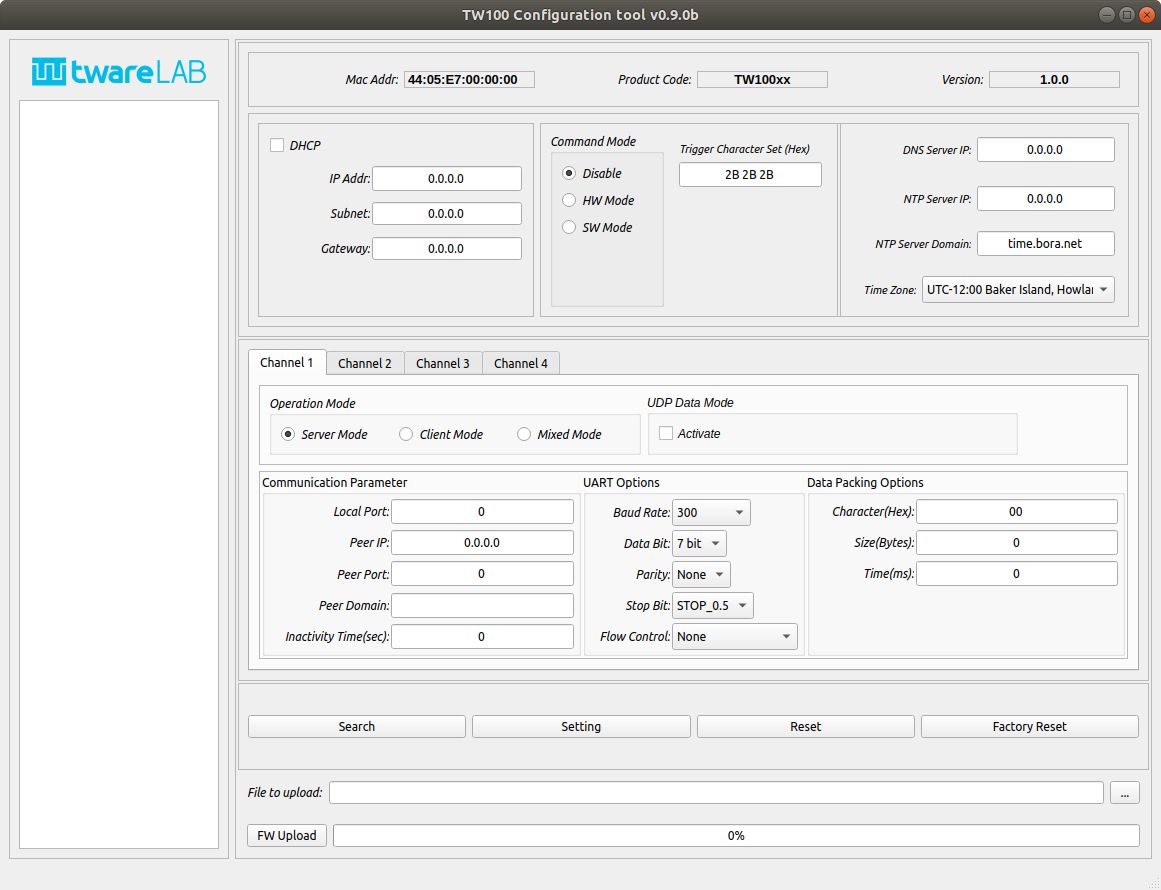 TW100 Configuration tool v0.9.0b
twareLAB
Mac Addr: 44:05:E7:00:00:00 Product Code: TW100xx Version: 1.0.0
DHCP
IP Addr: 0.0.0.0
Subnet: 0.0.0.0
Gateway: 0.0.0.0
Command Mode
Disable
HW Mode
SW Mode
Trigger Character Set (Hex)
2B 2B 2B
DNS Server IP: 0.0.0.0
NTP Server IP: 0.0.0.0
NTP Server Domain: time.bora.net
Time Zone: UTC-12:00 Baker Island, Howlar
Channel 1 Channel 2 Channel 3 Channel 4
Operation Mode
Server Mode Client Mode Mixed Mode
UDP Data Mode
Activate
Communication Parameter
Local Port: 0
Peer IP: 0.0.0.0
Peer Port: 0
Peer Domain:
Inactivity Time(sec): 0
UART Options
Baud Rate: 300
Data Bit: 7 bit
Parity: None
Stop Bit: STOP_0.5
Flow Control: None
Data Packing Options
Character(Hex): 00
Size(Bytes): 0
Time(ms): 0
Search Setting Reset Factory Reset
File to upload: ...
FW Upload 0%